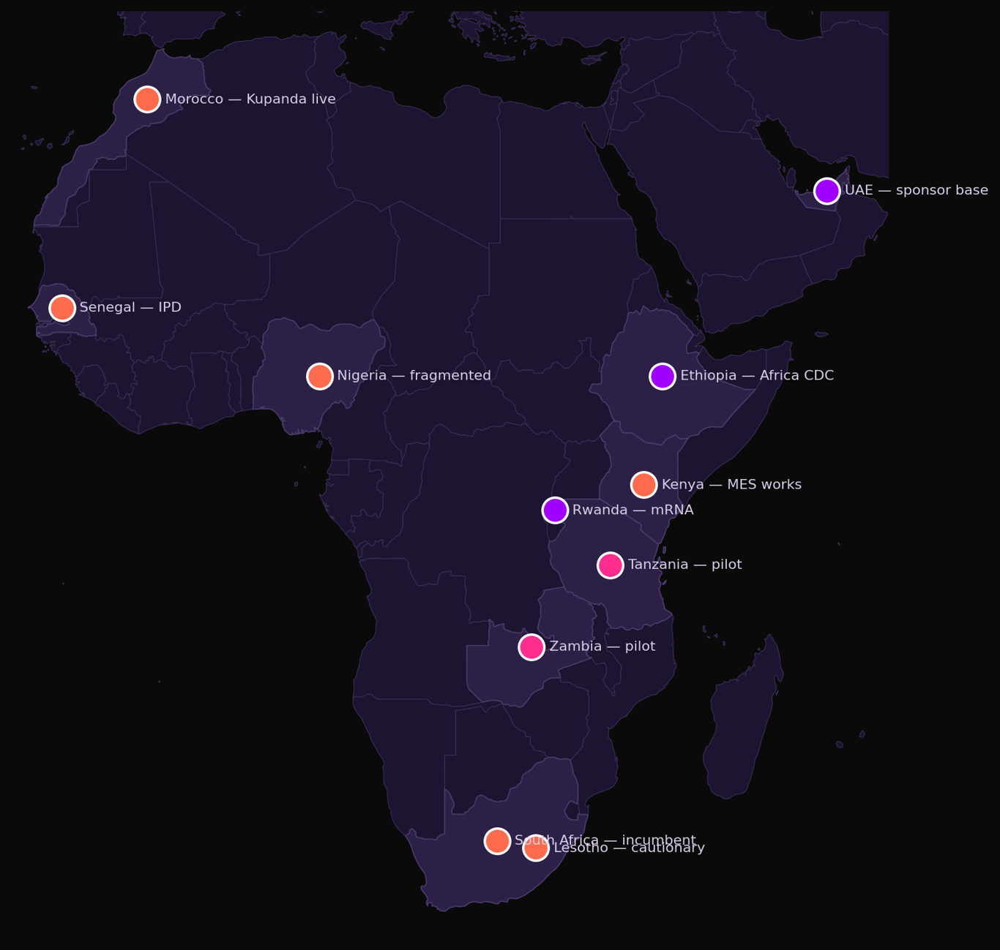 Morocco — Kupanda live
UAE — sponsor base
Senegal — IPD
Nigeria — fragmented
Ethiopia — Africa CDC
Kenya — MES works
Rwanda — mRNA
Tanzania — pilot
Zambia — pilot
South Africa — incumbent
Lesotho — cautionary